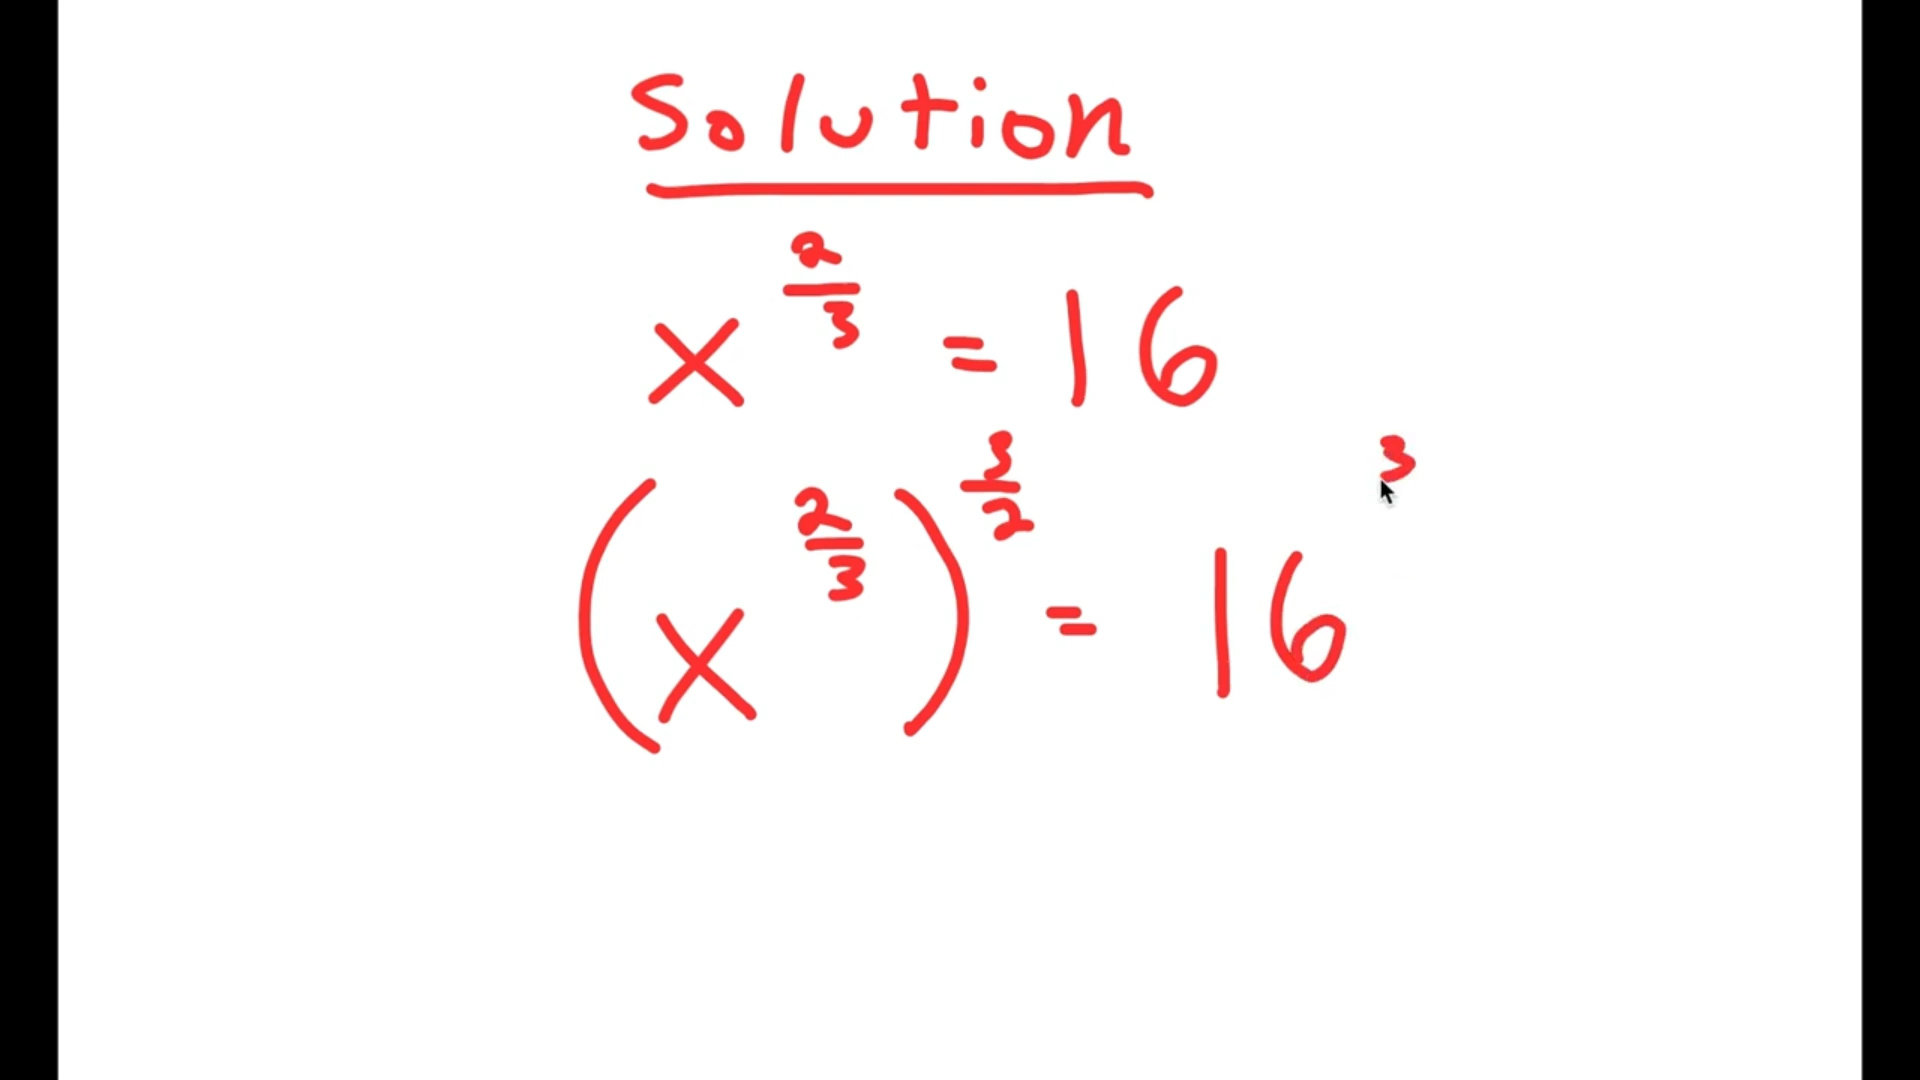 Solution
x^(2/3) = 16
(x^(2/3))^(3/2) = 16^3